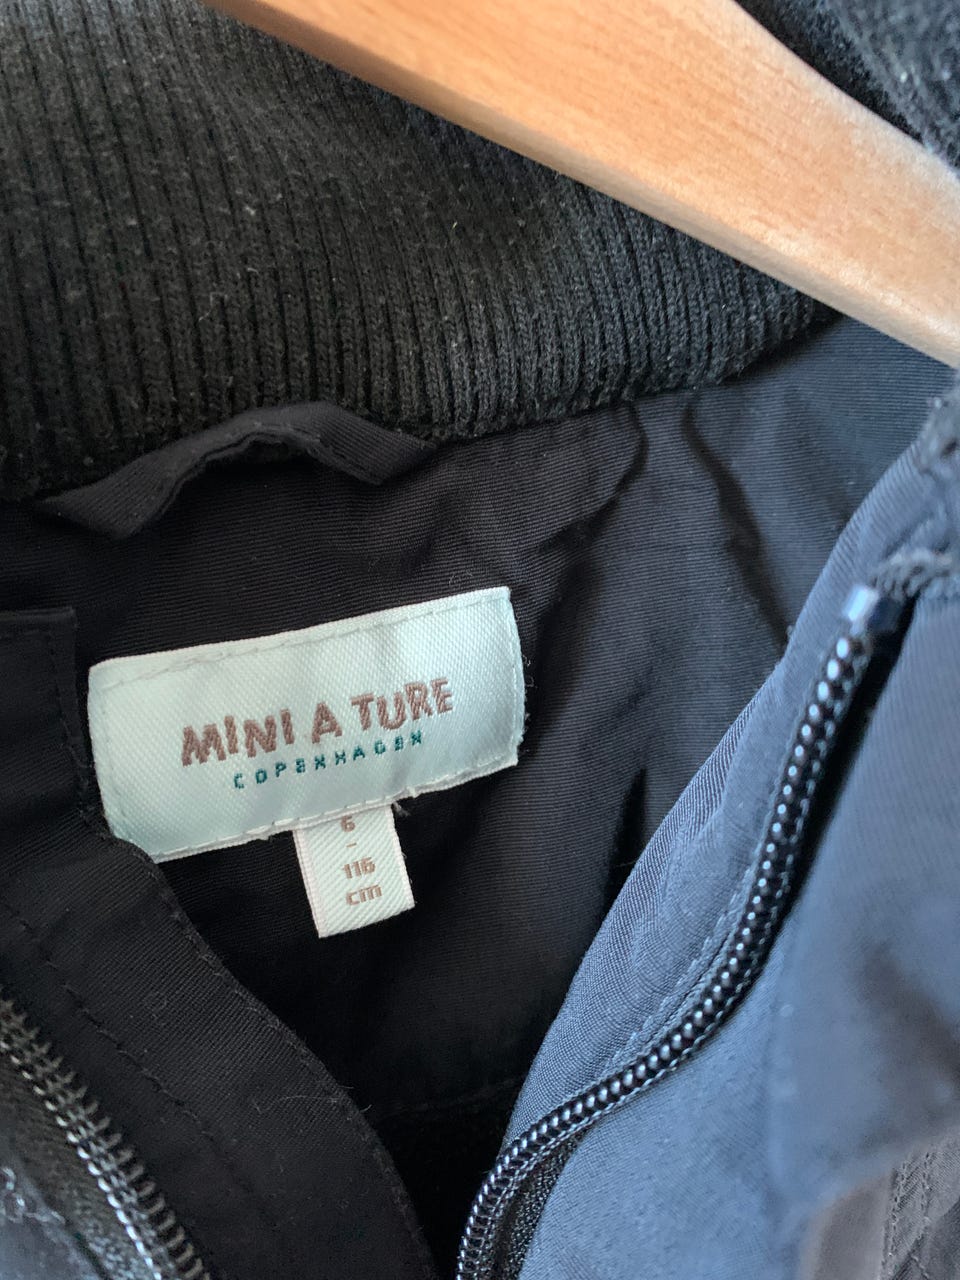 MINI A TURE
COPENHAGEN
6
-
116
cm